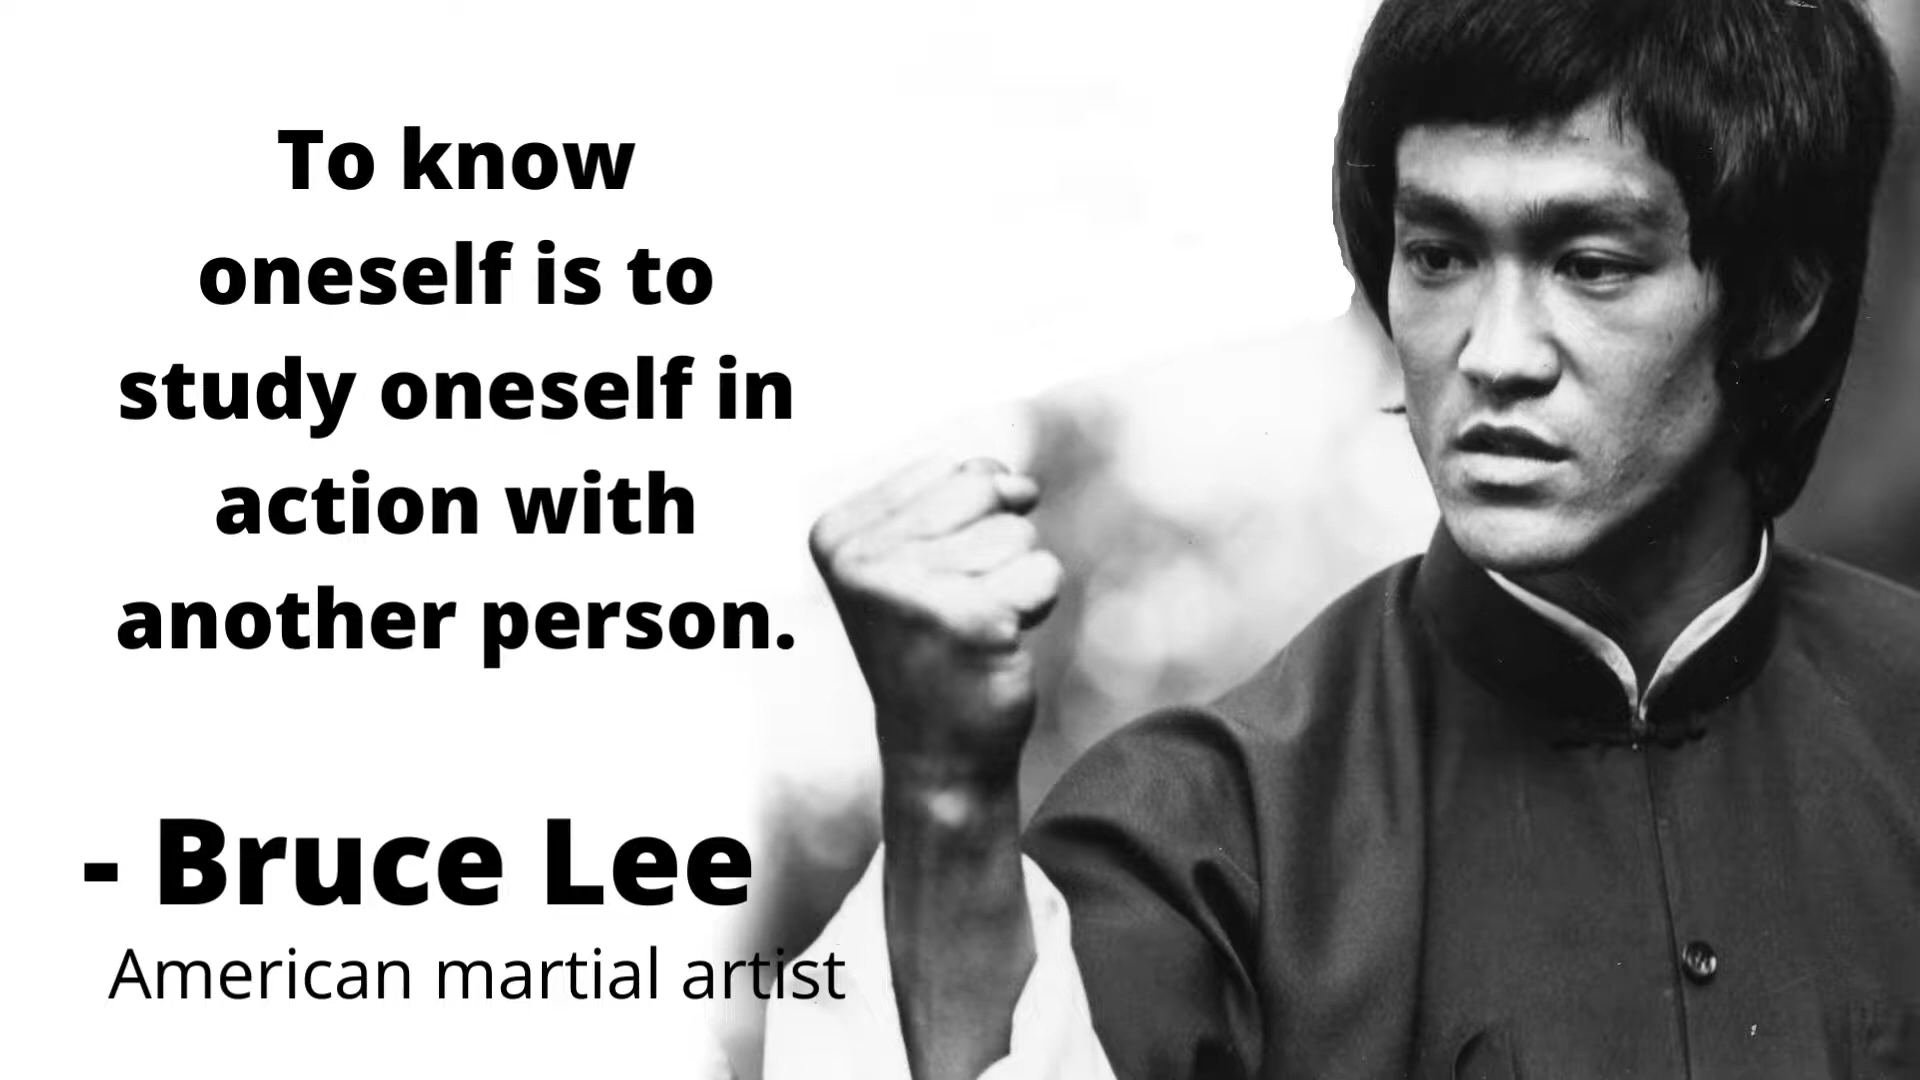 To know
oneself is to
study oneself in
action with
another person.
- Bruce Lee
American martial artist